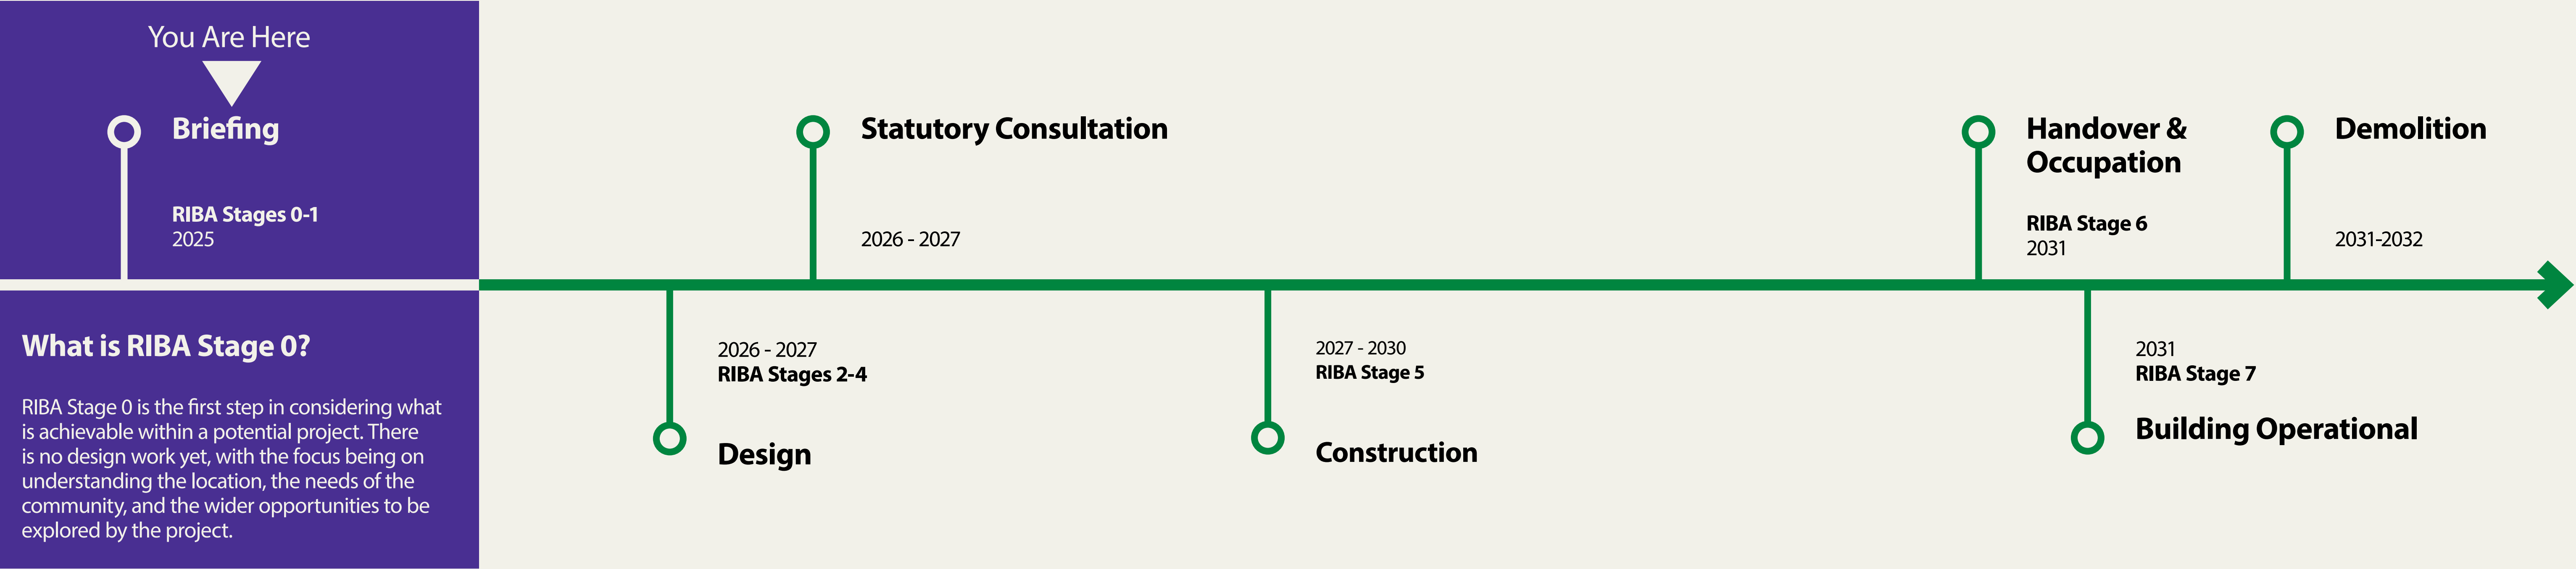 You Are Here
Briefing
RIBA Stages 0-1
2025
What is RIBA Stage 0?
RIBA Stage 0 is the first step in considering what
is achievable within a potential project. There
is no design work yet, with the focus being on
understanding the location, the needs of the
community, and the wider opportunities to be
explored by the project.
2026 - 2027
RIBA Stages 2-4
Design
Statutory Consultation
2026 - 2027
2027 - 2030
RIBA Stage 5
Construction
Handover &
Occupation
RIBA Stage 6
2031
2031
RIBA Stage 7
Building Operational
Demolition
2031-2032